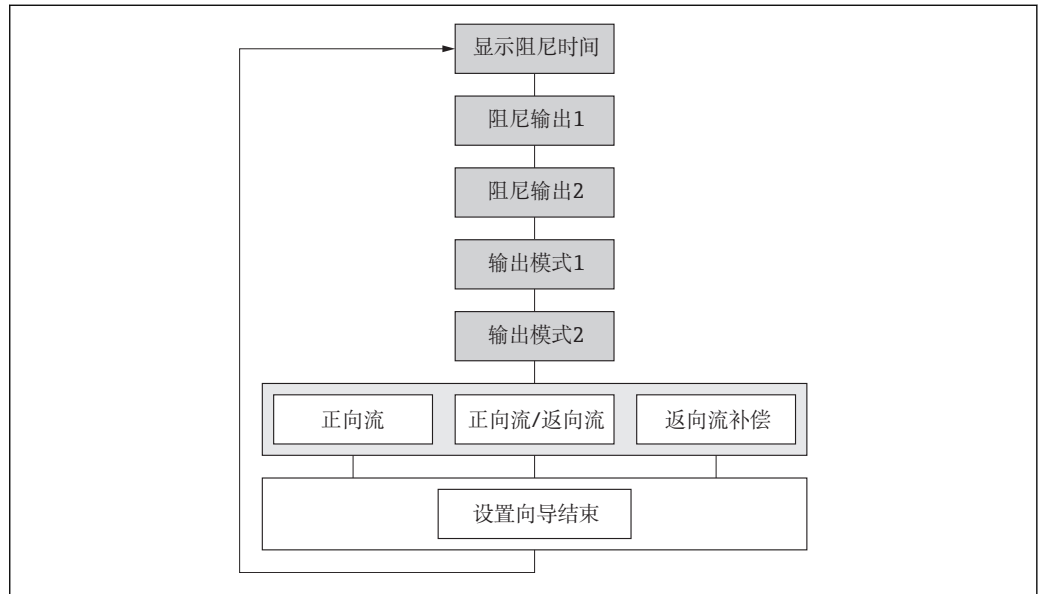 显示阻尼时间
阻尼输出1
阻尼输出2
输出模式1
输出模式2
正向流
正向流/返向流
返向流补偿
设置向导结束